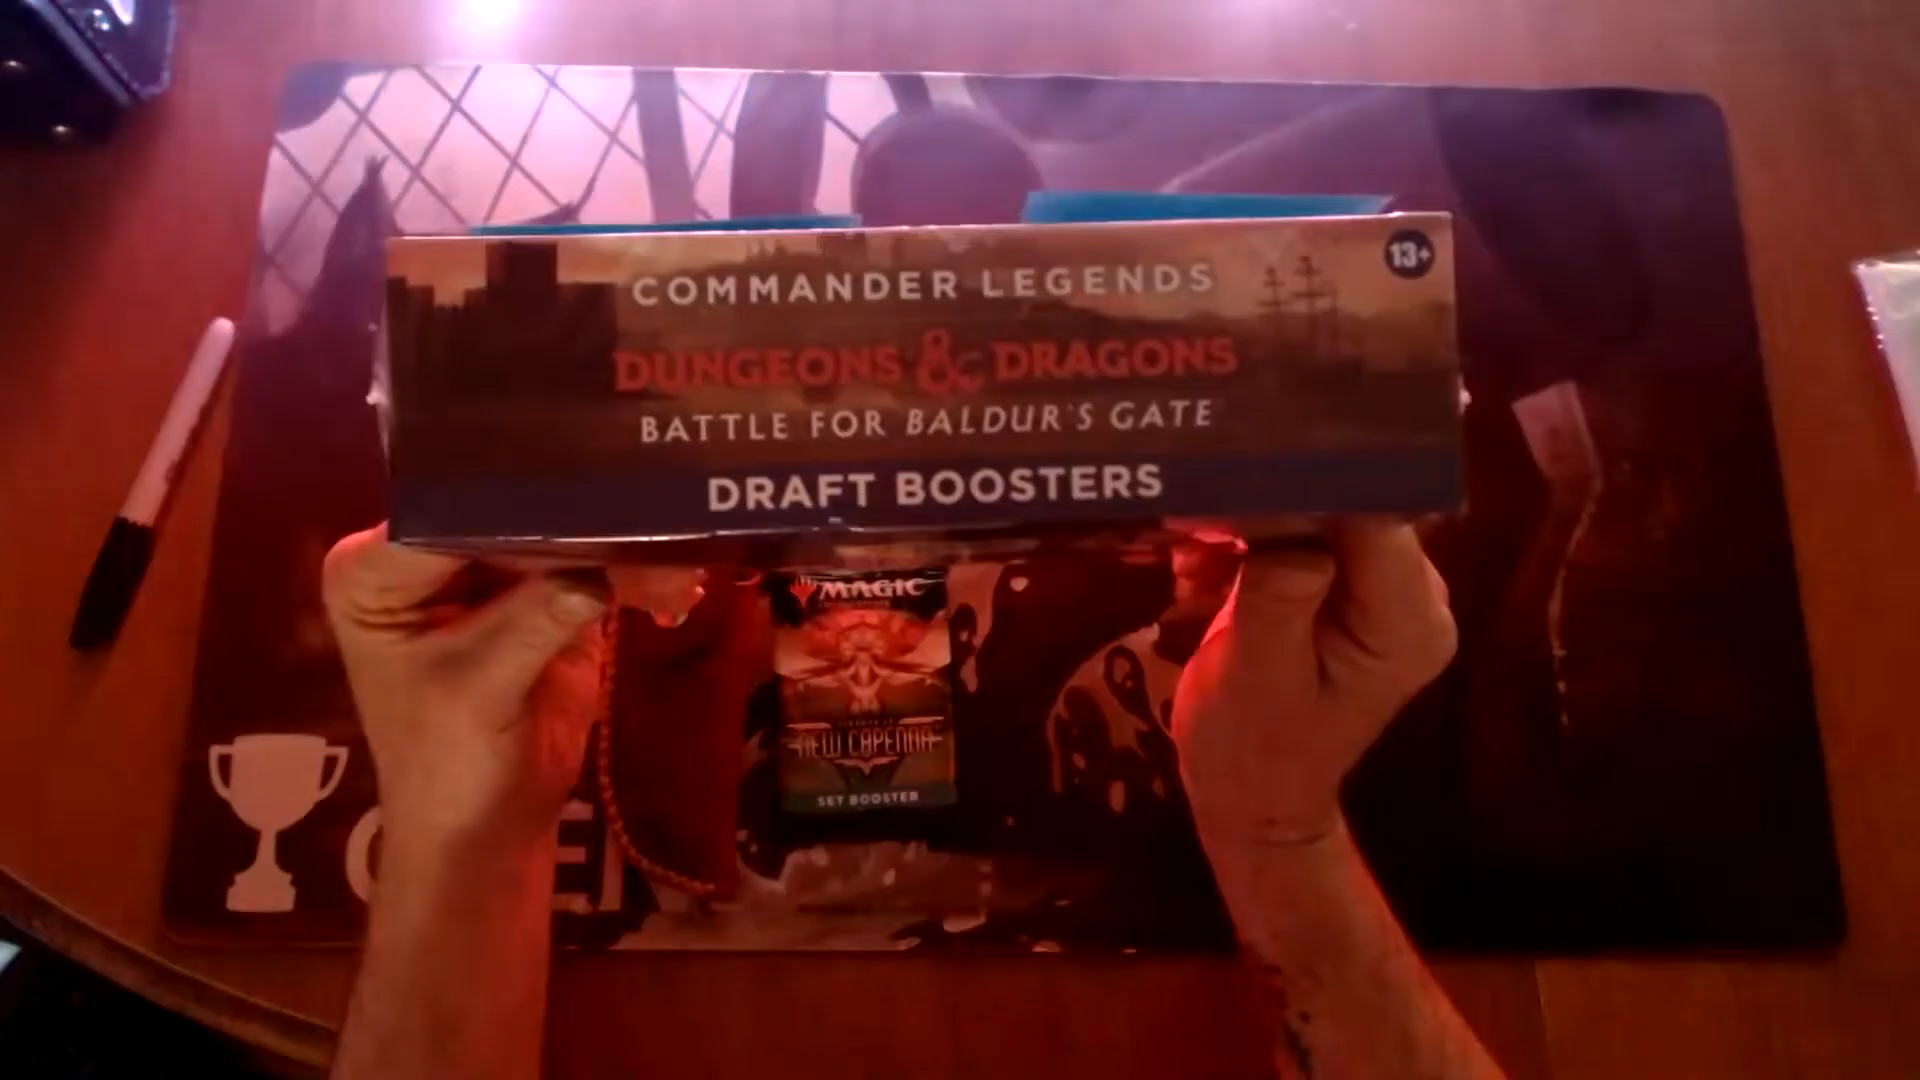 COMMANDER LEGENDS
13+
DUNGEONS & DRAGONS
BATTLE FOR BALDUR'S GATE
DRAFT BOOSTERS
MAGIC
NEW CAPENNA
SET BOOSTER